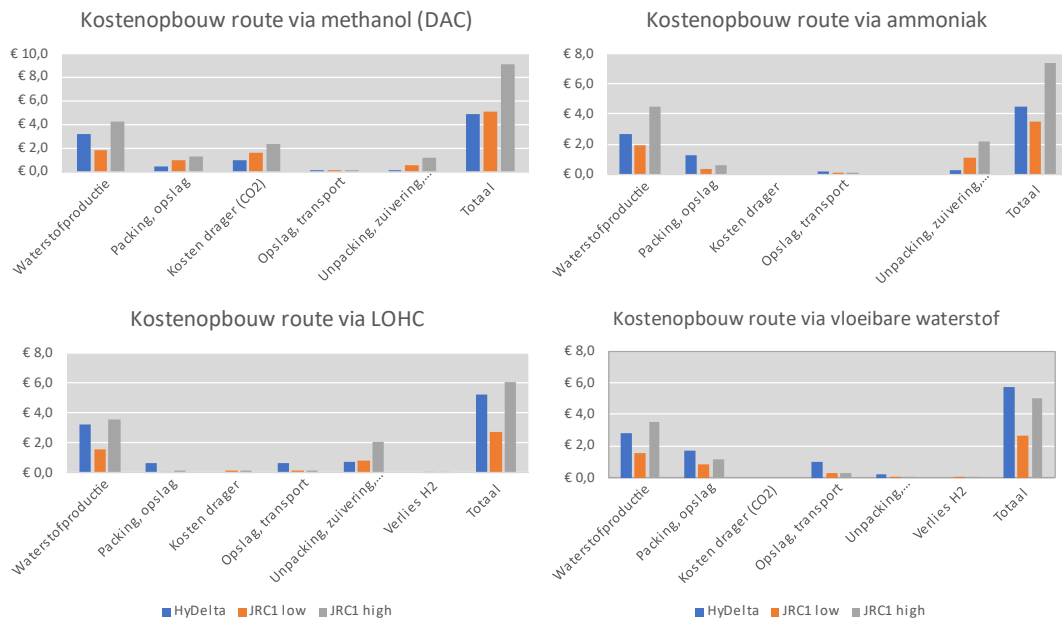 Kostenopbouw route via methanol (DAC)
€ 10,0
€ 8,0
€ 6,0
€ 4,0
€ 2,0
€ 0,0
Waterstofproductie
Packing, opslag
Kosten drager (CO2)
Opslag, transport
Unpacking, zuivering,...
Totaal
Kostenopbouw route via ammoniak
€ 8,0
€ 6,0
€ 4,0
€ 2,0
€ 0,0
Waterstofproductie
Packing, opslag
Kosten drager
Opslag, transport
Unpacking, zuivering,...
Totaal
Kostenopbouw route via LOHC
€ 8,0
€ 6,0
€ 4,0
€ 2,0
€ 0,0
Waterstofproductie
Packing, opslag
Kosten drager
Opslag, transport
Unpacking, zuivering,...
Verlies H2
Totaal
HyDelta JRC1 low JRC1 high
Kostenopbouw route via vloeibare waterstof
€ 8,0
€ 6,0
€ 4,0
€ 2,0
€ 0,0
Waterstofproductie
Packing, opslag
Kosten drager (CO2)
Opslag, transport
Unpacking,...
Verlies H2
Totaal
HyDelta JRC1 low JRC1 high